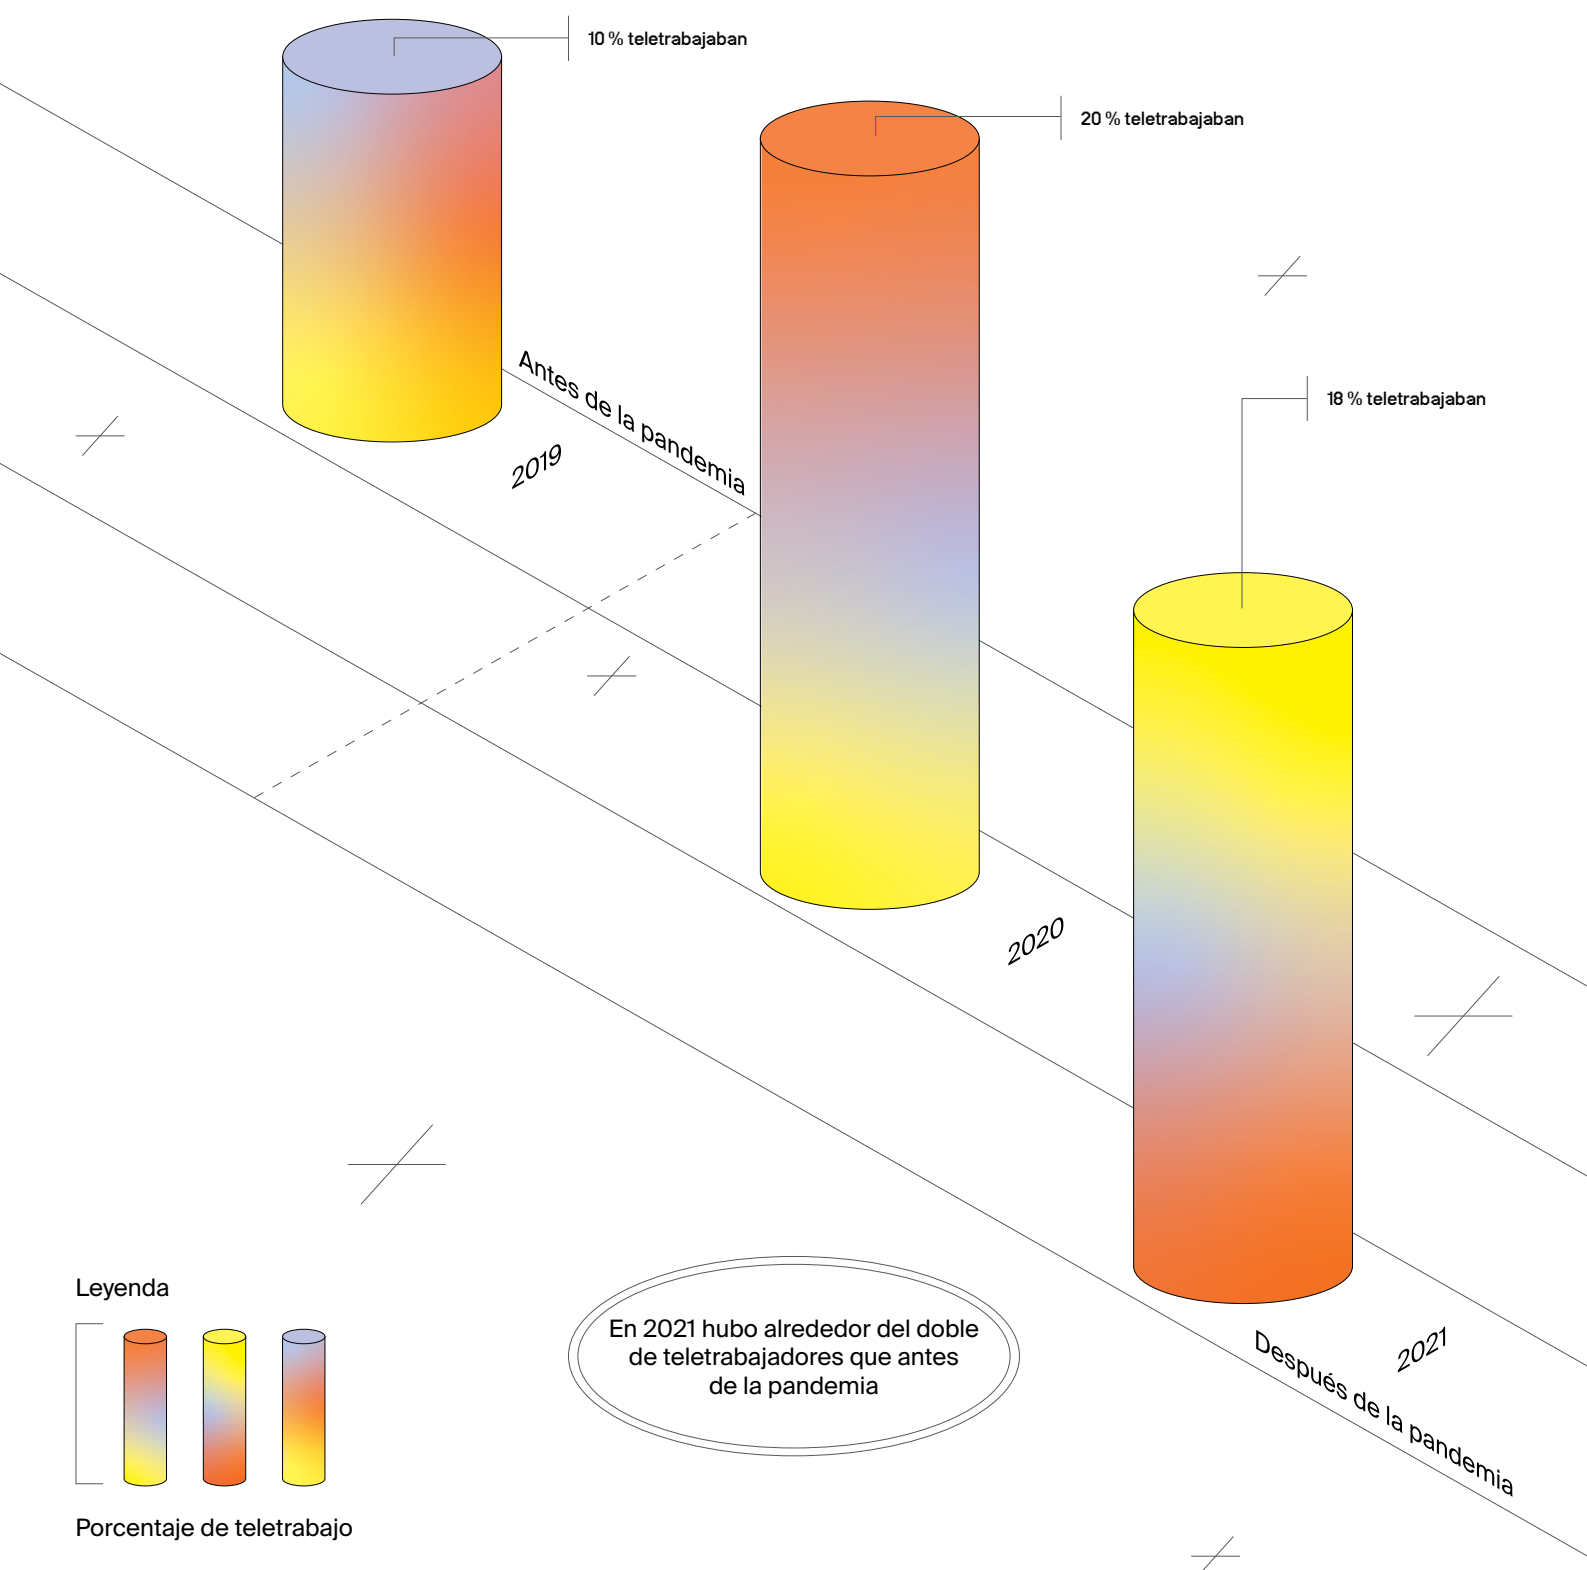 10 % teletrabajaban
20 % teletrabajaban
18 % teletrabajaban
Antes de la pandemia
2019
2020
2021
Después de la pandemia
Leyenda
Porcentaje de teletrabajo
En 2021 hubo alrededor del doble
de teletrabajadores que antes
de la pandemia